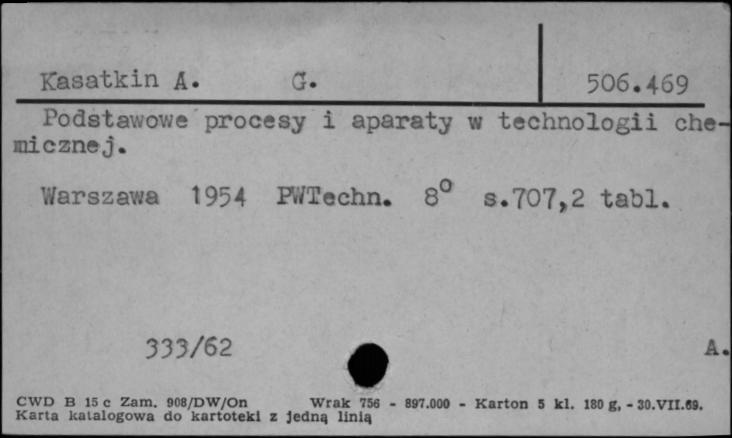 Kasatkin A. G. 506.469
Podstawowe procesy i aparaty w technologii che-
micznej.
Warszawa 1954 PWTechn. 8° s.707,2 tabl.
333/62 A.
CWD B 15 c Zam. 908/DW/On Wrak 756 - 897.000 - Karton 5 kl. 180 g, - 30.VII.69.
Karta katalogowa do kartoteki z jedną linią